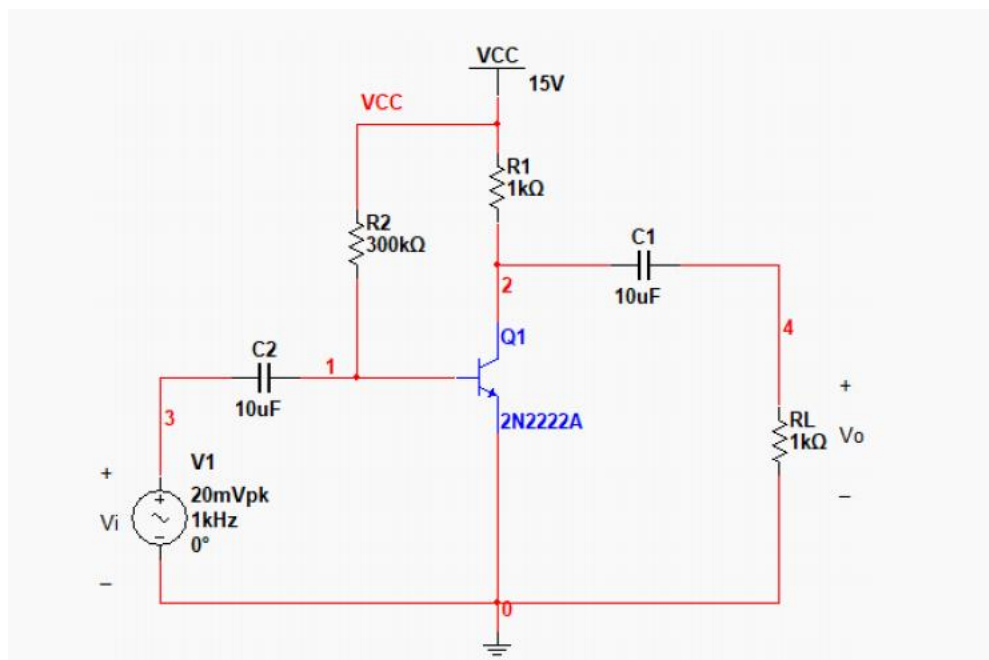 VCC
15V
VCC
R1
1kΩ
R2
300kΩ
C1
10uF
2
4
Q1
C2
1
10uF
2N2222A
3
+
RL
1kΩ
Vo
V1
+
20mVpk
Vi
1kHz
0°
–
–
0